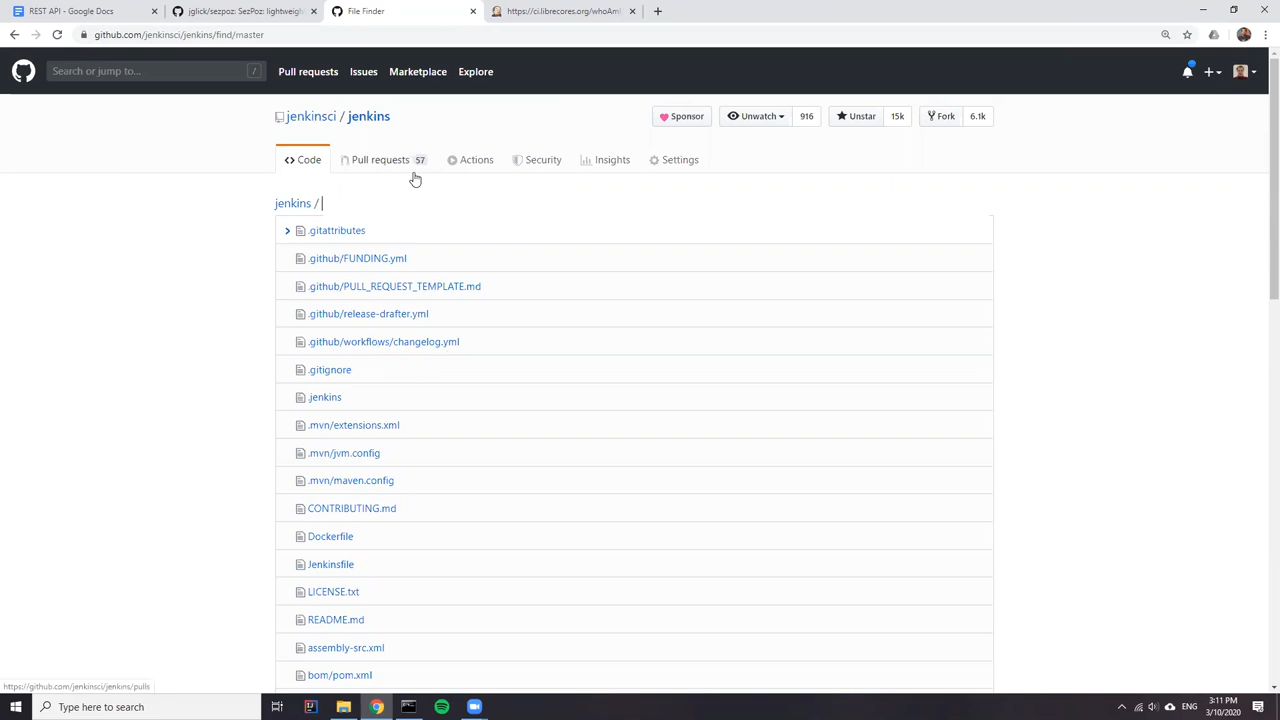 REST API - Google Docs
jglick/sezpoz: SezPoz: lightweigh
File Finder
https://ci.librecores.org/whoAmI
github.com/jenkinsci/jenkins/find/master
Search or jump to...
/
Pull requests
Issues
Marketplace
Explore
jenkinsci / jenkins
Sponsor
Unwatch
916
Unstar
15k
Fork
6.1k
Code
Pull requests 57
Actions
Security
Insights
Settings
jenkins /
.gitattributes
.github/FUNDING.yml
.github/PULL_REQUEST_TEMPLATE.md
.github/release-drafter.yml
.github/workflows/changelog.yml
.gitignore
.jenkins
.mvn/extensions.xml
.mvn/jvm.config
.mvn/maven.config
CONTRIBUTING.md
Dockerfile
Jenkinsfile
LICENSE.txt
README.md
assembly-src.xml
bom/pom.xml
https://github.com/jenkinsci/jenkins/pulls
Type here to search
ENG
3:11 PM
3/10/2020